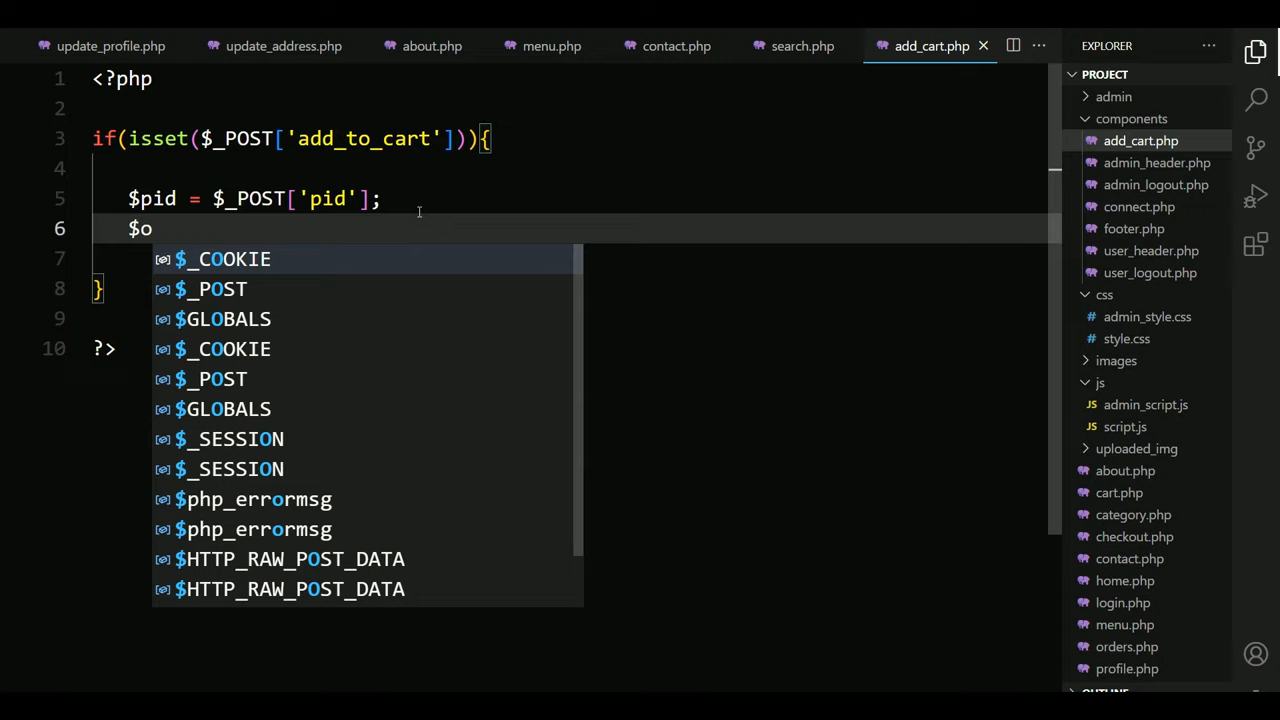 update_profile.php update_address.php about.php menu.php contact.php search.php add_cart.php
1 <?php
2
3 if(isset($_POST['add_to_cart'])){
4
5 $pid = $_POST['pid'];
6 $o
7
8 }
9
10 ?>
$_COOKIE
$_POST
$GLOBALS
$_COOKIE
$_POST
$GLOBALS
$_SESSION
$_SESSION
$php_errormsg
$php_errormsg
$HTTP_RAW_POST_DATA
$HTTP_RAW_POST_DATA
EXPLORER
PROJECT
admin
components
add_cart.php
admin_header.php
admin_logout.php
connect.php
footer.php
user_header.php
user_logout.php
css
# admin_style.css
# style.css
images
js
JS admin_script.js
JS script.js
uploaded_img
about.php
cart.php
category.php
checkout.php
contact.php
home.php
login.php
menu.php
orders.php
profile.php
OUTLINE